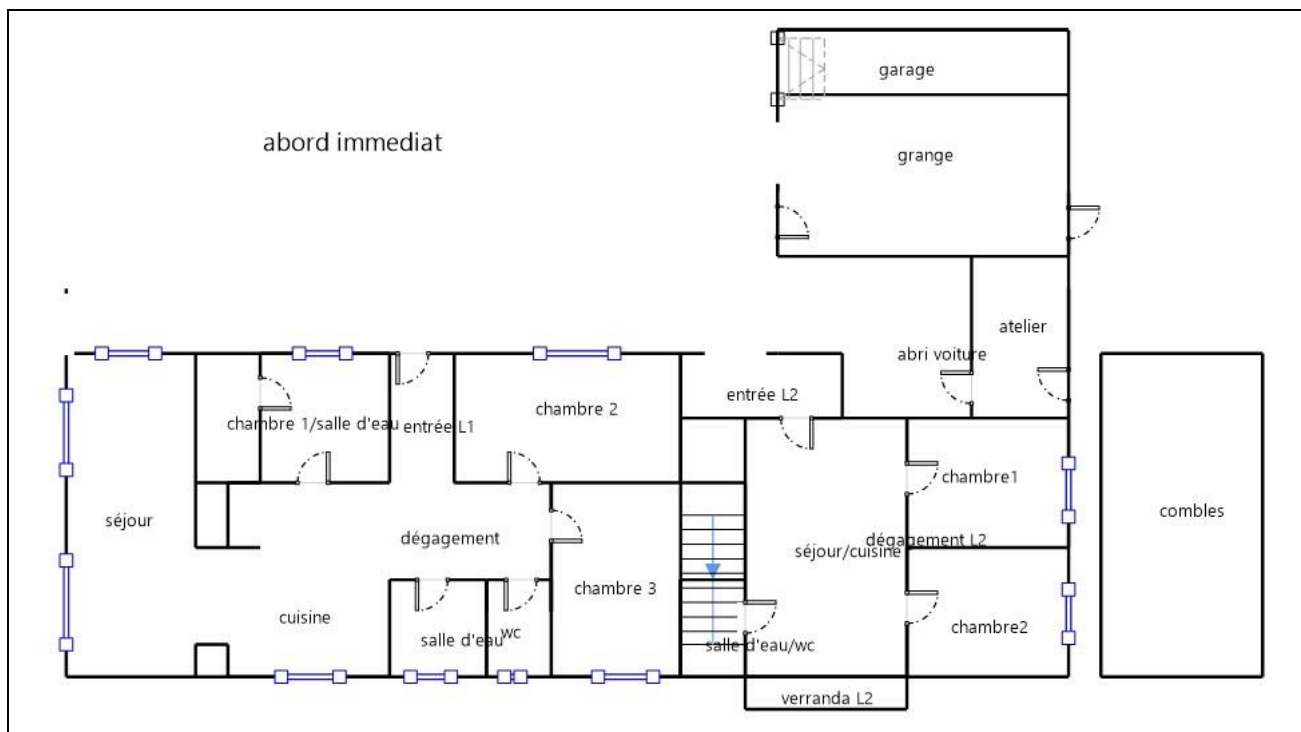 garage
abord immediat
grange
atelier
abri voiture
entrée L2
chambre 2
chambre 1/salle d'eau
entrée L1
chambre1
combles
séjour
dégagement
dégagement L2
séjour/cuisine
chambre 3
cuisine
salle d'eau
wc
salle d'eau/wc
chambre2
verranda L2